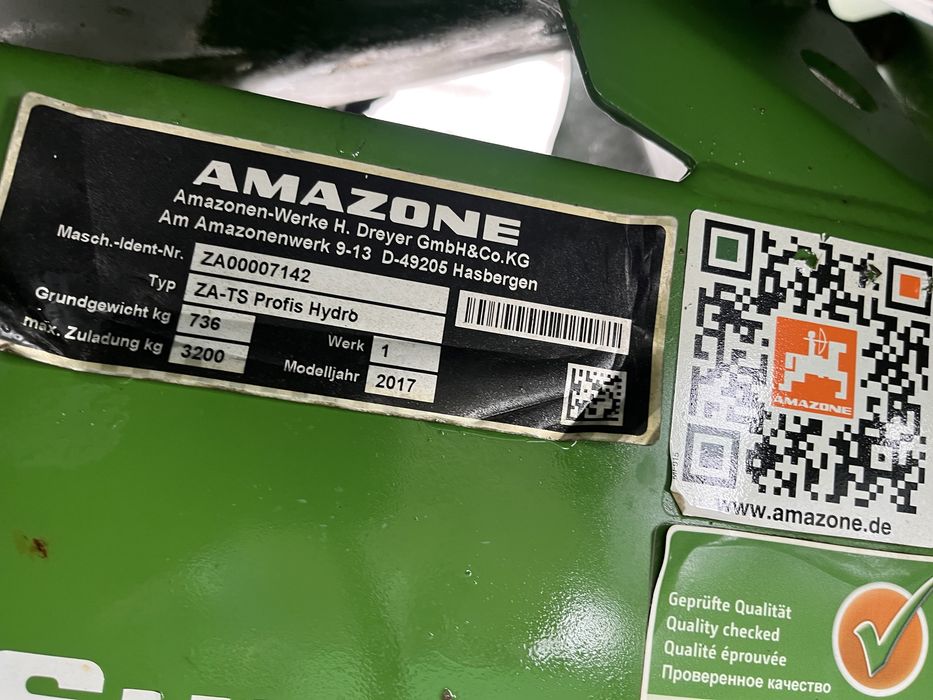 AMAZONE
Amazonen-Werke H. Dreyer GmbH&Co.KG
Am Amazonenwerk 9-13 D-49205 Hasbergen
Masch.-Ident-Nr. ZA00007142
Typ ZA-TS Profis Hydro
Grundgewicht kg 736 Werk 1
max. Zuladung kg 3200 Modelljahr 2017
AMAZONE
www.amazone.de
Geprüfte Qualität
Quality checked
Qualité éprouvée
Проверенное качество